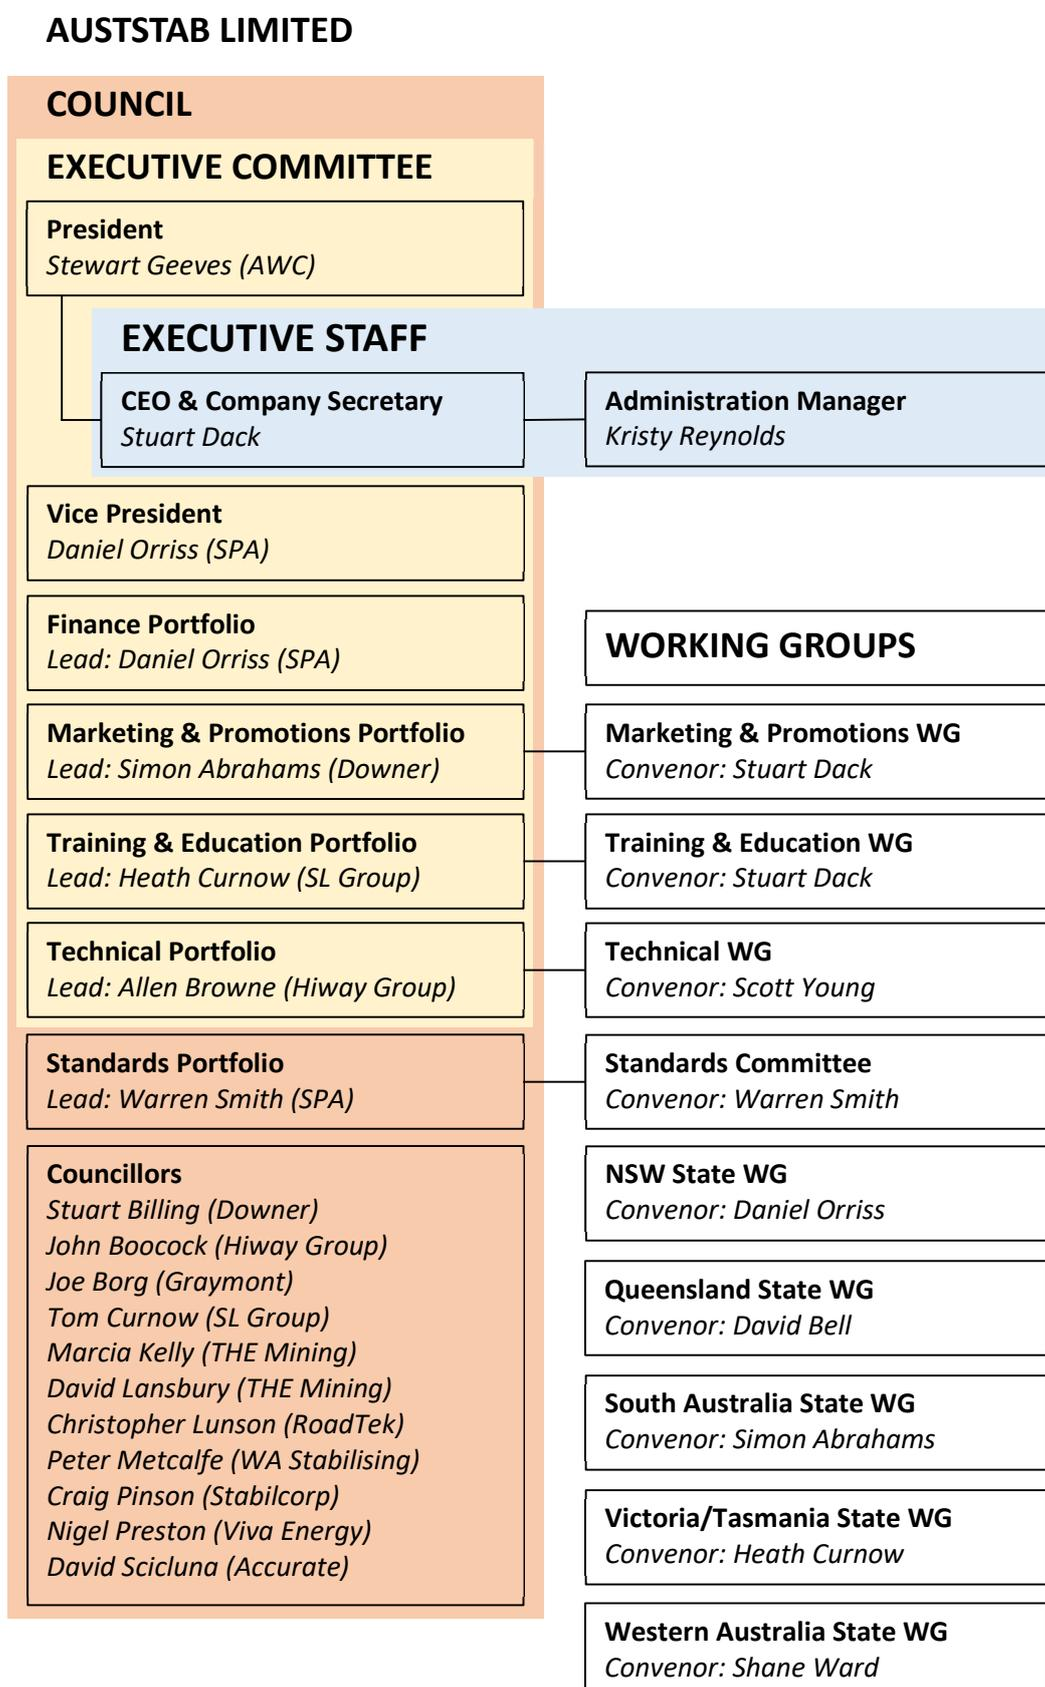 AUSTSTAB LIMITED
COUNCIL
EXECUTIVE COMMITTEE
President
Stewart Geeves (AWC)
EXECUTIVE STAFF
CEO & Company Secretary
Stuart Dack
Administration Manager
Kristy Reynolds
Vice President
Daniel Orriss (SPA)
Finance Portfolio
Lead: Daniel Orriss (SPA)
WORKING GROUPS
Marketing & Promotions Portfolio
Lead: Simon Abrahams (Downer)
Marketing & Promotions WG
Convenor: Stuart Dack
Training & Education Portfolio
Lead: Heath Curnow (SL Group)
Training & Education WG
Convenor: Stuart Dack
Technical Portfolio
Lead: Allen Browne (Hiway Group)
Technical WG
Convenor: Scott Young
Standards Portfolio
Lead: Warren Smith (SPA)
Standards Committee
Convenor: Warren Smith
Councillors
Stuart Billing (Downer)
John Boocock (Hiway Group)
Joe Borg (Graymont)
Tom Curnow (SL Group)
Marcia Kelly (THE Mining)
David Lansbury (THE Mining)
Christopher Lunson (RoadTek)
Peter Metcalfe (WA Stabilising)
Craig Pinson (Stabilcorp)
Nigel Preston (Viva Energy)
David Scicluna (Accurate)
NSW State WG
Convenor: Daniel Orriss
Queensland State WG
Convenor: David Bell
South Australia State WG
Convenor: Simon Abrahams
Victoria/Tasmania State WG
Convenor: Heath Curnow
Western Australia State WG
Convenor: Shane Ward